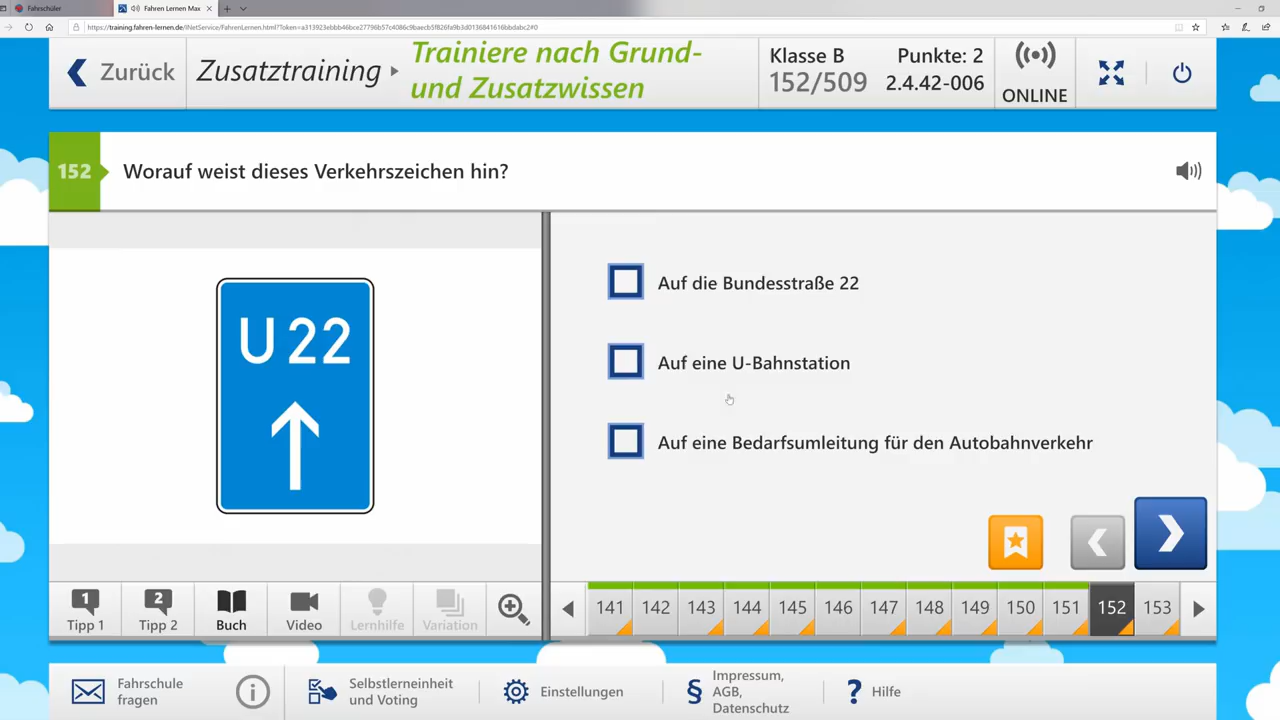 Fahrschüler
Fahren Lernen Max
https://training.fahren-lernen.de/INetService/FahrenLernen.html?Token=a313923ebbb46bce27796b57c4086c9baecb5f826fa9b3d0136841616bbdabc2#0
Zurück
Zusatztraining
Trainiere nach Grund-
und Zusatzwissen
Klasse B
152/509
Punkte: 2
2.4.42-006
ONLINE
152
Worauf weist dieses Verkehrszeichen hin?
U 22
Auf die Bundesstraße 22
Auf eine U-Bahnstation
Auf eine Bedarfsumleitung für den Autobahnverkehr
1
Tipp 1
2
Tipp 2
Buch
Video
Lernhilfe
Variation
141 142 143 144 145 146 147 148 149 150 151 152 153
Fahrschule
fragen
Selbstlerneinheit
und Voting
Einstellungen
§
Impressum,
AGB,
Datenschutz
?
Hilfe